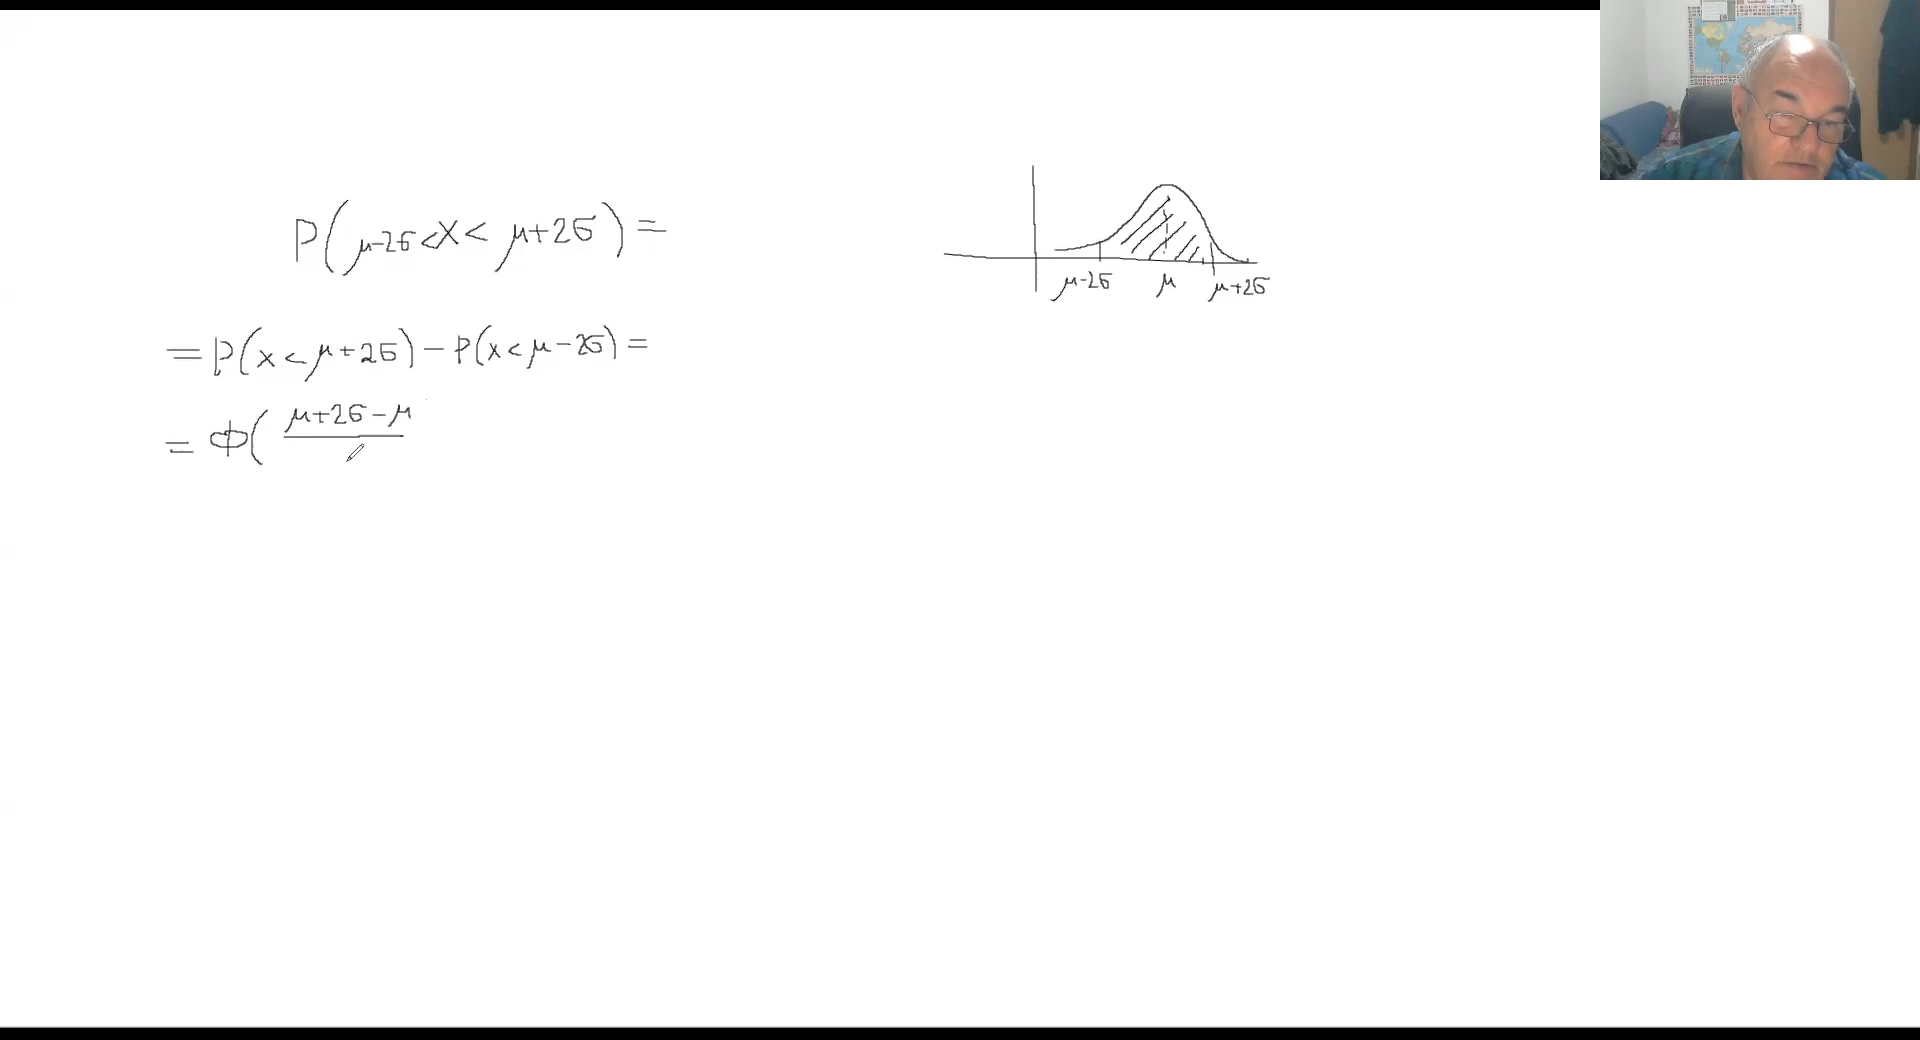 P(μ-2σ<X<μ+2σ)=
μ-2σ μ μ+2σ
=P(x<μ+2σ)-P(x<μ-2σ)=
=Φ(μ+2σ-μ